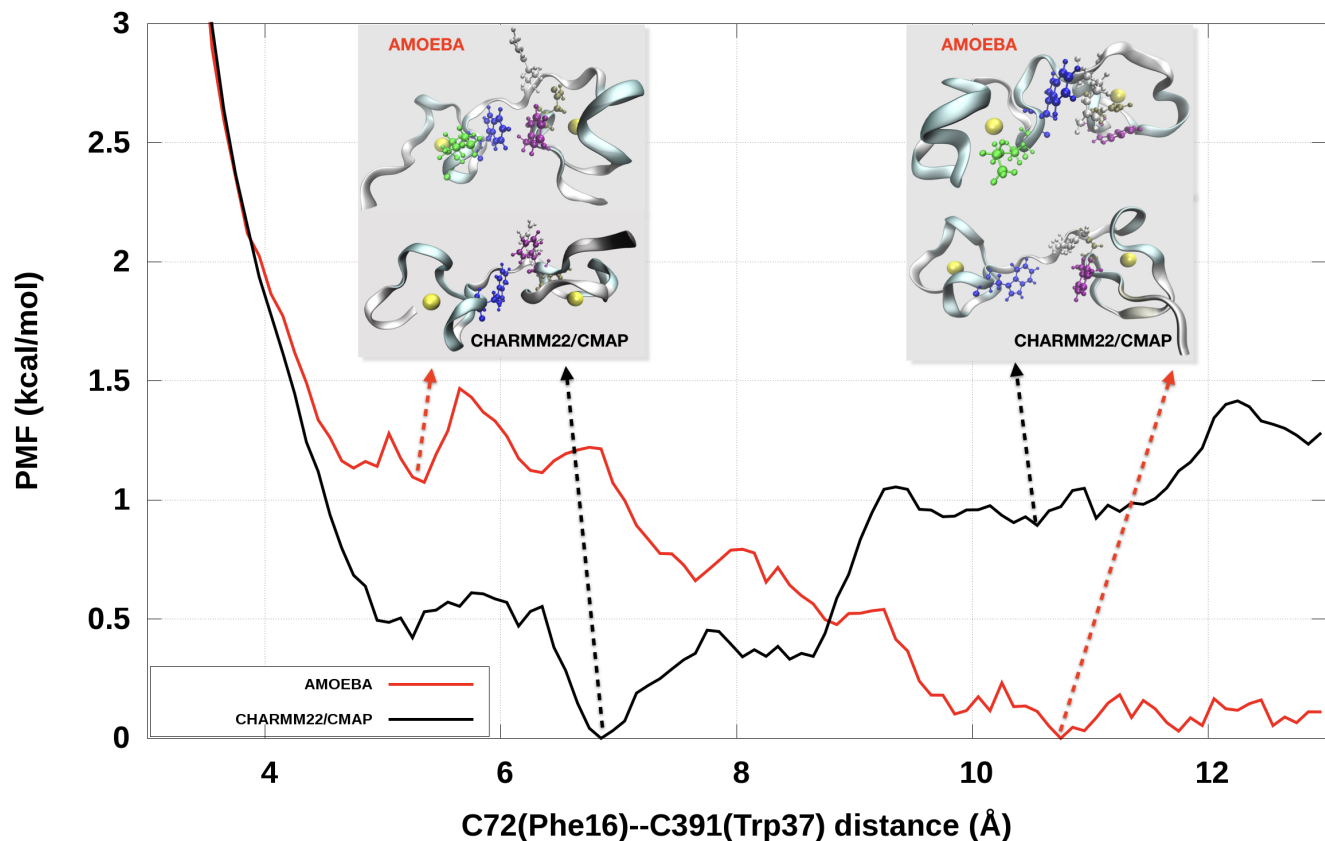 3
2.5
2
1.5
1
0.5
0
PMF (kcal/mol)
AMOEBA
CHARMM22/CMAP
AMOEBA
CHARMM22/CMAP
AMOEBA
CHARMM22/CMAP
4
6
8
10
12
C72(Phe16)--C391(Trp37) distance (Å)